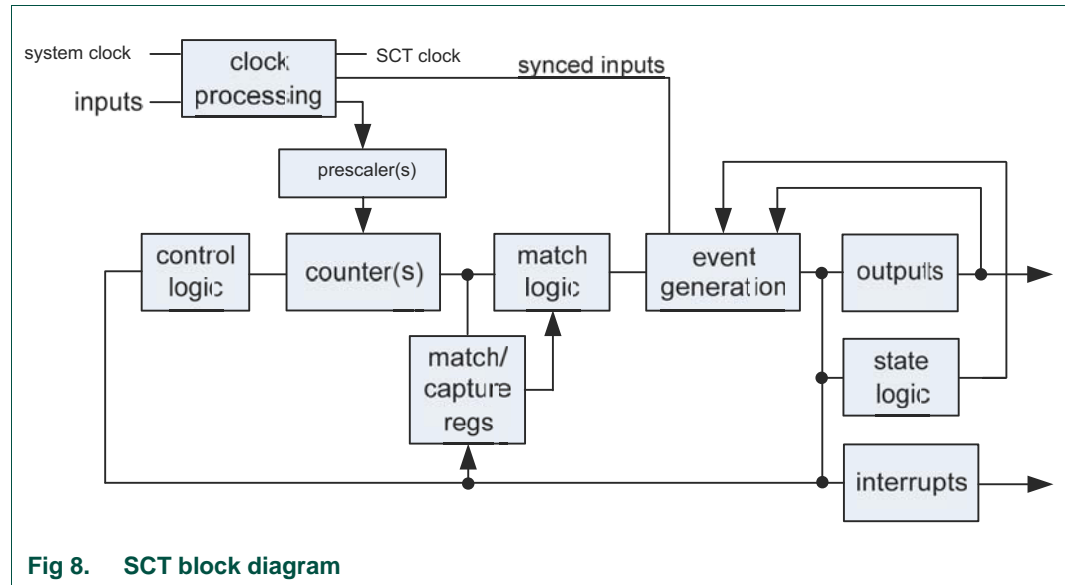 system clock
clock
processing
SCT clock
synced inputs
inputs
prescaler(s)
control
logic
counter(s)
match
logic
event
generation
outputs
match/
capture
regs
state
logic
interrupts
Fig 8. SCT block diagram